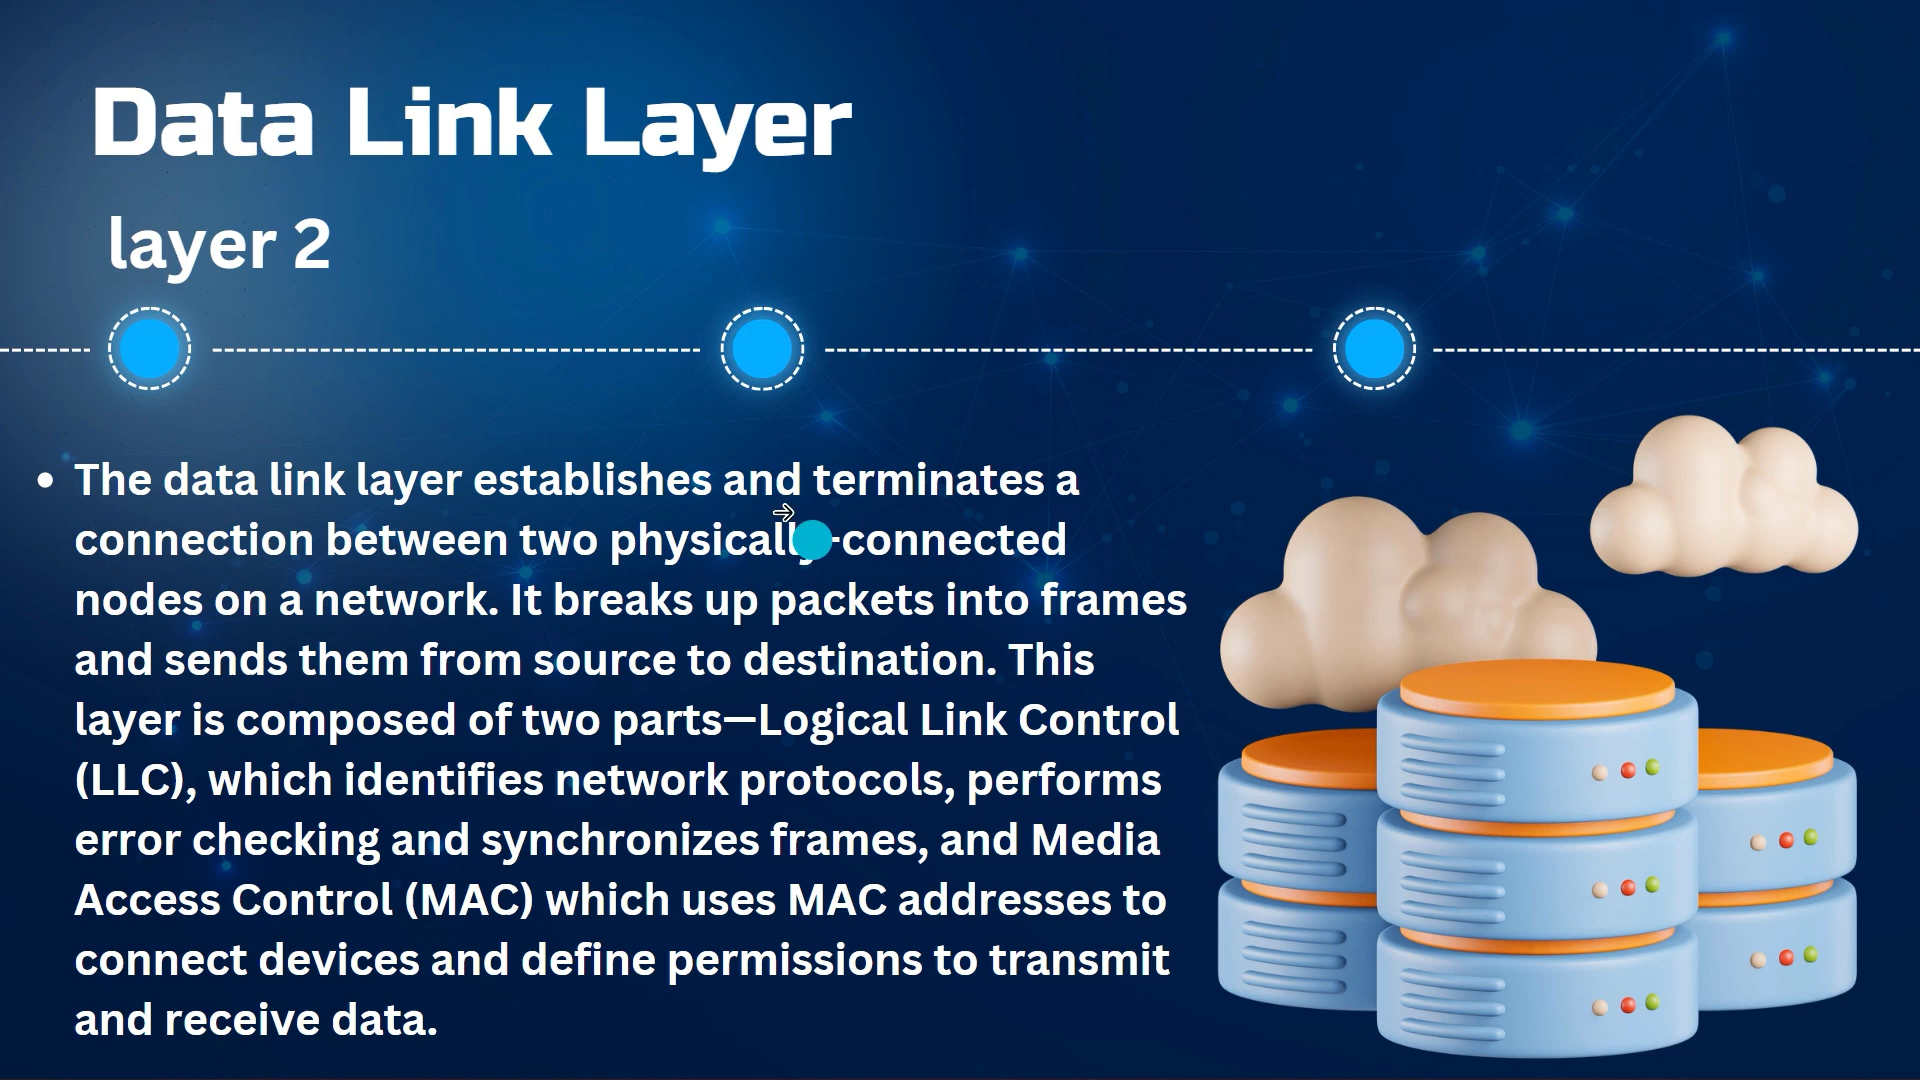 Data Link Layer
layer 2
• The data link layer establishes and terminates a
connection between two physically-connected
nodes on a network. It breaks up packets into frames
and sends them from source to destination. This
layer is composed of two parts—Logical Link Control
(LLC), which identifies network protocols, performs
error checking and synchronizes frames, and Media
Access Control (MAC) which uses MAC addresses to
connect devices and define permissions to transmit
and receive data.